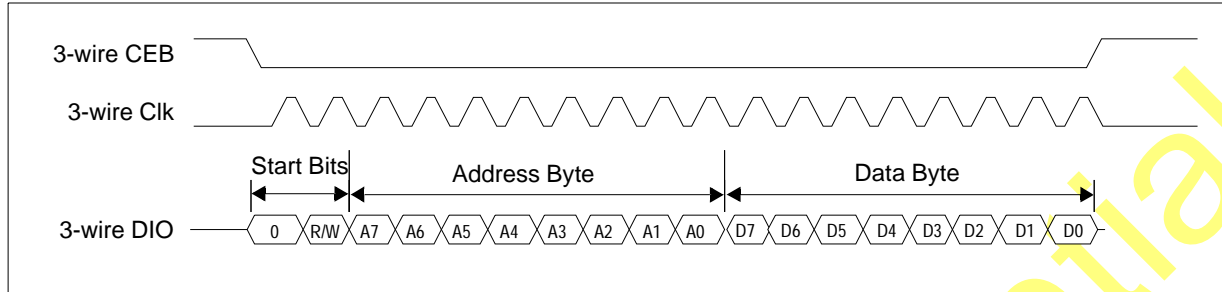 3-wire CEB
3-wire Clk
Start Bits Address Byte Data Byte
3-wire DIO 0 R/W A7 A6 A5 A4 A3 A2 A1 A0 D7 D6 D5 D4 D3 D2 D1 D0